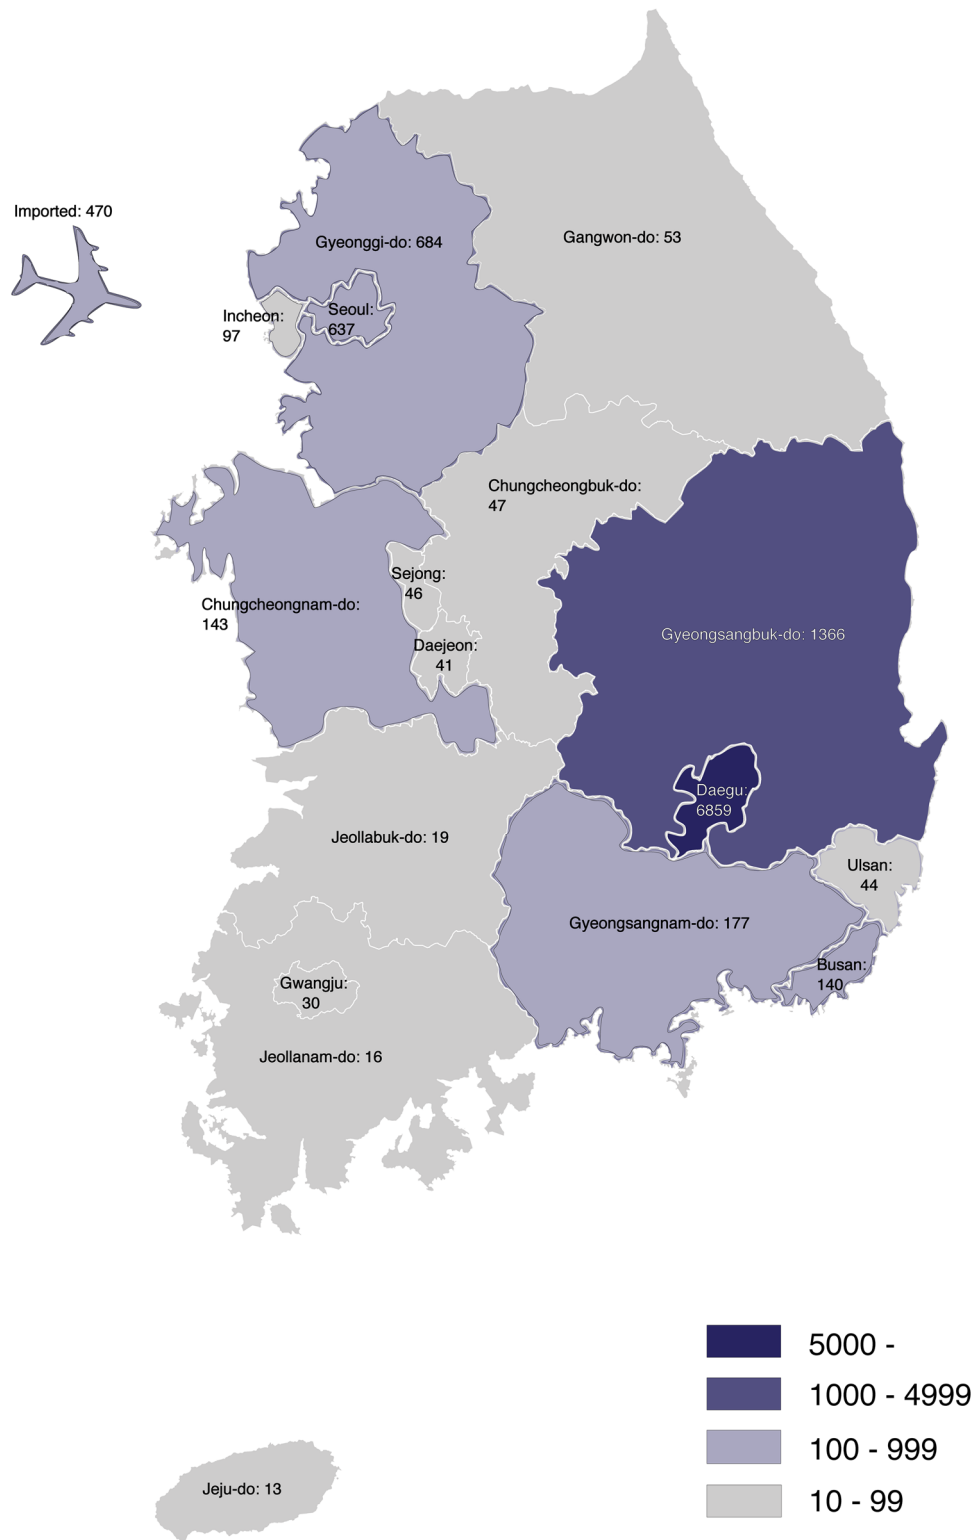 Imported: 470
Gyeonggi-do: 684
Gangwon-do: 53
Incheon:
97
Seoul:
637
Chungcheongbuk-do:
47
Sejong:
46
Chungcheongnam-do:
143
Gyeongsangbuk-do: 1366
Daejeon:
41
Daegu:
6859
Jeollabuk-do: 19
Ulsan:
44
Gyeongsangnam-do: 177
Busan:
140
Gwangju:
30
Jeollanam-do: 16
5000 -
1000 - 4999
100 - 999
10 - 99
Jeju-do: 13